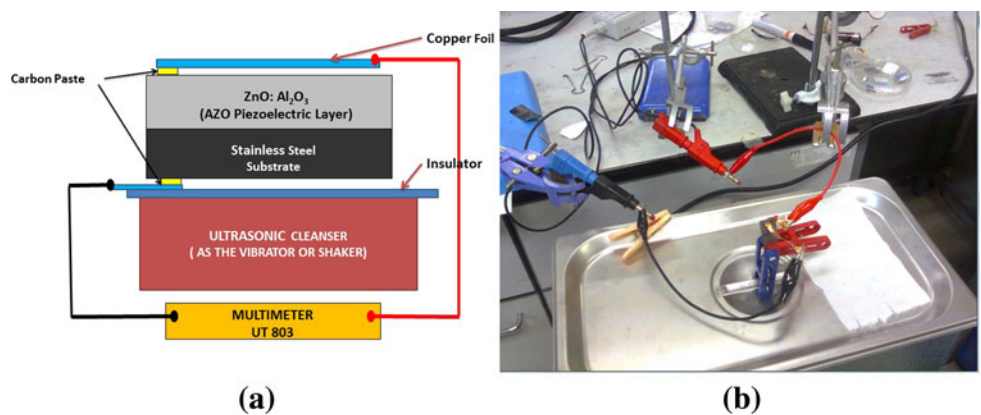 Copper Foil
Carbon Paste
ZnO: Al₂O₃
(AZO Piezoelectric Layer)
Stainless Steel
Substrate
Insulator
ULTRASONIC CLEANSER
( AS THE VIBRATOR OR SHAKER)
MULTIMETER
UT 803
(a)
(b)